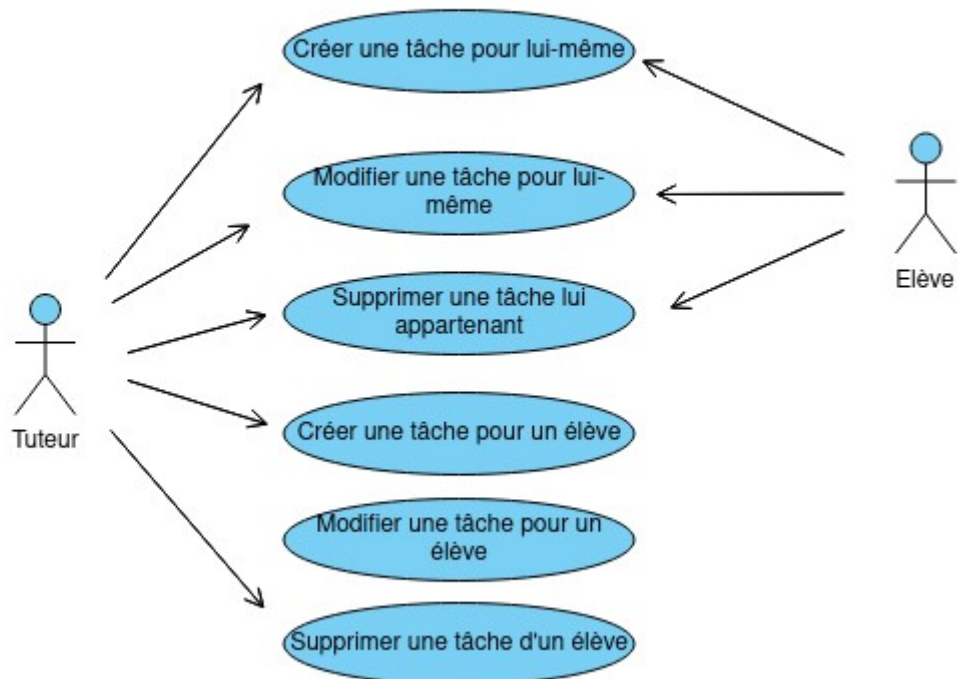 Créer une tâche pour lui-même
Modifier une tâche pour lui-
même
Elève
Supprimer une tâche lui
appartenant
Créer une tâche pour un élève
Tuteur
Modifier une tâche pour un
élève
Supprimer une tâche d'un élève